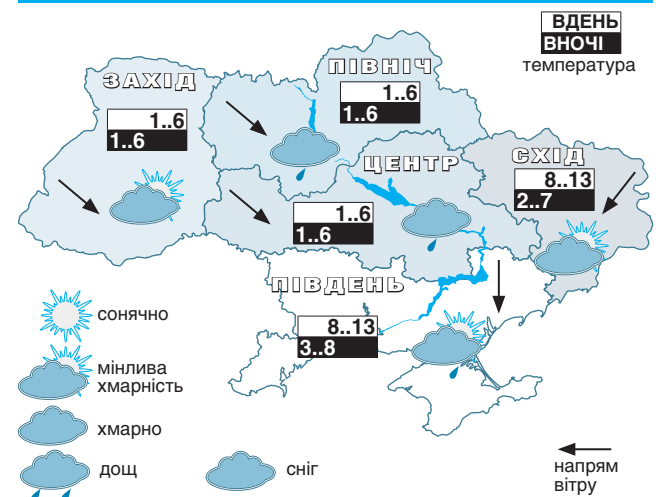 ВДЕНЬ
ВНОЧІ
температура
ПІВНІЧ
1..6
1..6
ЗАХІД
1..6
1..6
ЦЕНТР
1..6
1..6
СХІД
8..13
2..7
ПІВДЕНЬ
8..13
3..8
сонячно
мінлива
хмарність
хмарно
дощ
сніг
напрям
вітру